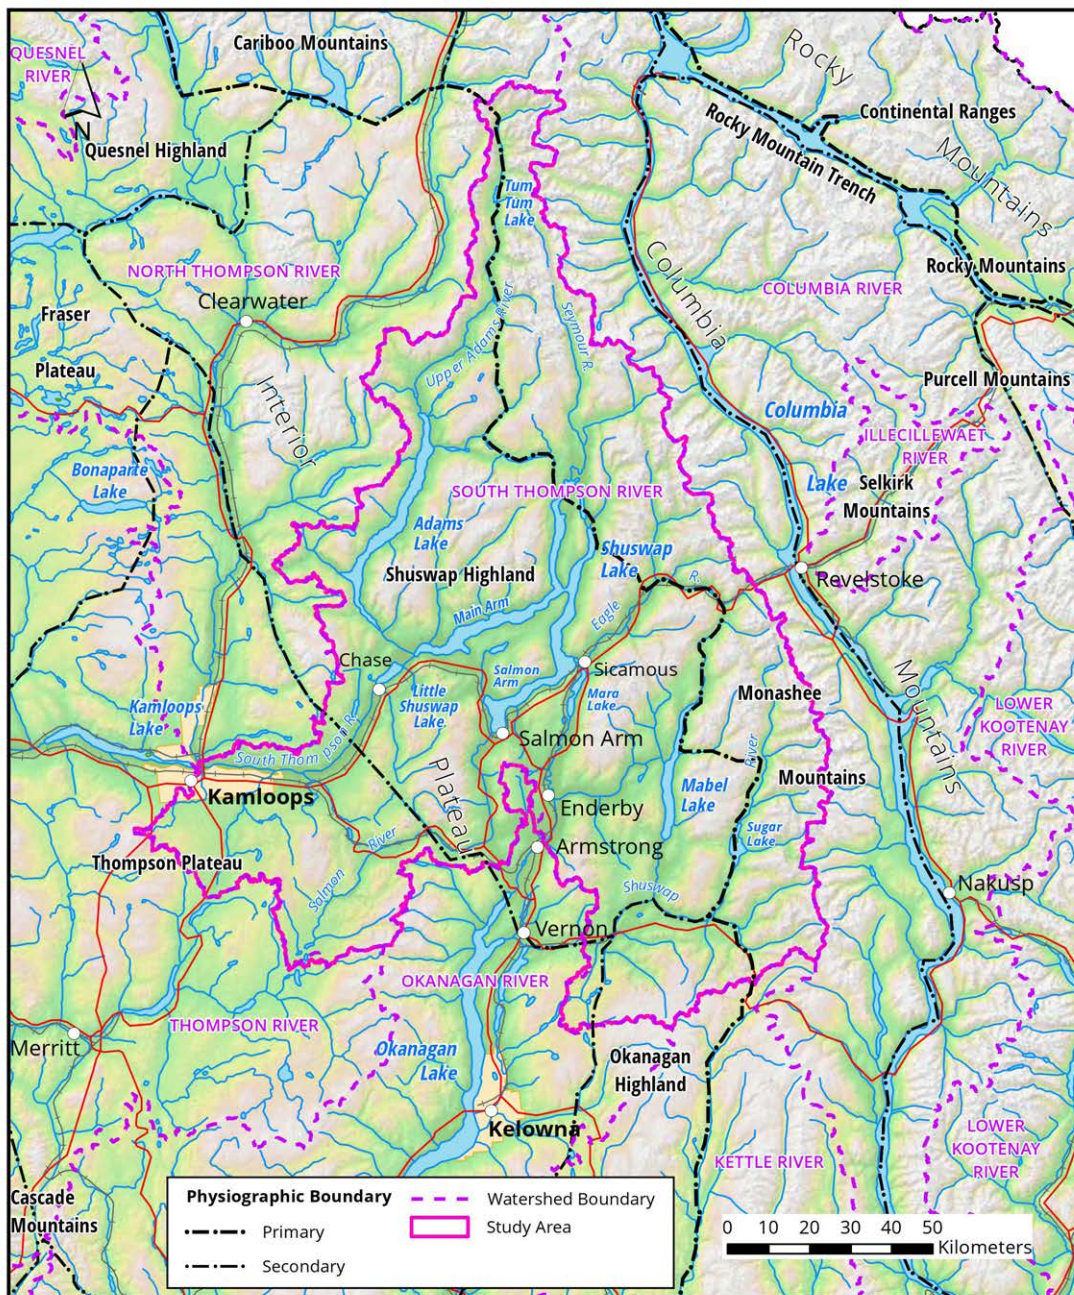 Cariboo Mountains
QUESNEL
RIVER
N
Quesnel Highland
Rocky
Mountains
Continental Ranges
Rocky Mountain Trench
Tum
Tum
Lake
NORTH THOMPSON RIVER
Clearwater
Columbia
Mountains
COLUMBIA RIVER
Rocky Mountains
Fraser
Plateau
Interior
Plateau
Upper Adams River
Seymour R.
Purcell Mountains
Columbia
Lake
ILLECILLEWAET
RIVER
Selkirk
Mountains
Bonaparte
Lake
SOUTH THOMPSON RIVER
Adams
Lake
Shuswap Highland
Shuswap
Lake
Revelstoke
Main Arm
Eagle
R.
Chase
Salmon
Arm
Sicamous
Little
Shuswap
Lake
Mara
Lake
Monashee
Mountains
Kamloops
Lake
South Thompson R.
Salmon Arm
LOWER
KOOTENAY
RIVER
Kamloops
Enderby
Mabel
Lake
River
Sugar
Lake
Armstrong
River
Thompson Plateau
Salmon
Shuswap
Nakusp
Vernon
OKANAGAN RIVER
THOMPSON RIVER
Merritt
Okanagan
Lake
Okanagan
Highland
Kelowna
KETTLE RIVER
LOWER
KOOTENAY
RIVER
Cascade
Mountains
Physiographic Boundary
Primary
Secondary
Watershed Boundary
Study Area
0 10 20 30 40 50
Kilometers